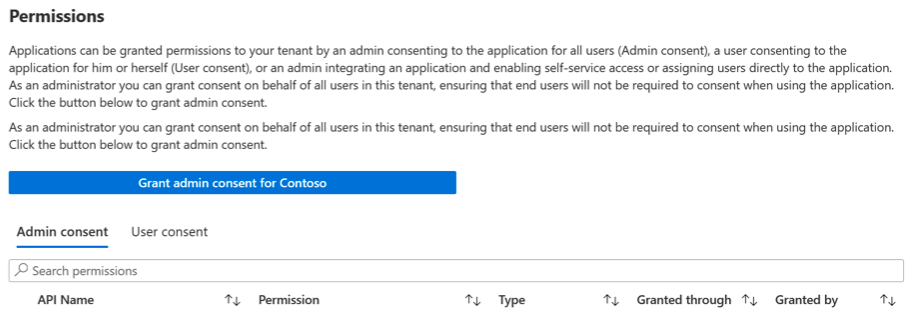 Permissions
Applications can be granted permissions to your tenant by an admin consenting to the application for all users (Admin consent), a user consenting to the
application for him or herself (User consent), or an admin integrating an application and enabling self-service access or assigning users directly to the application.
As an administrator you can grant consent on behalf of all users in this tenant, ensuring that end users will not be required to consent when using the application.
Click the button below to grant admin consent.
As an administrator you can grant consent on behalf of all users in this tenant, ensuring that end users will not be required to consent when using the application.
Click the button below to grant admin consent.
Grant admin consent for Contoso
Admin consent User consent
Search permissions
API Name ↑↓ Permission ↑↓ Type ↑↓ Granted through ↑↓ Granted by ↑↓